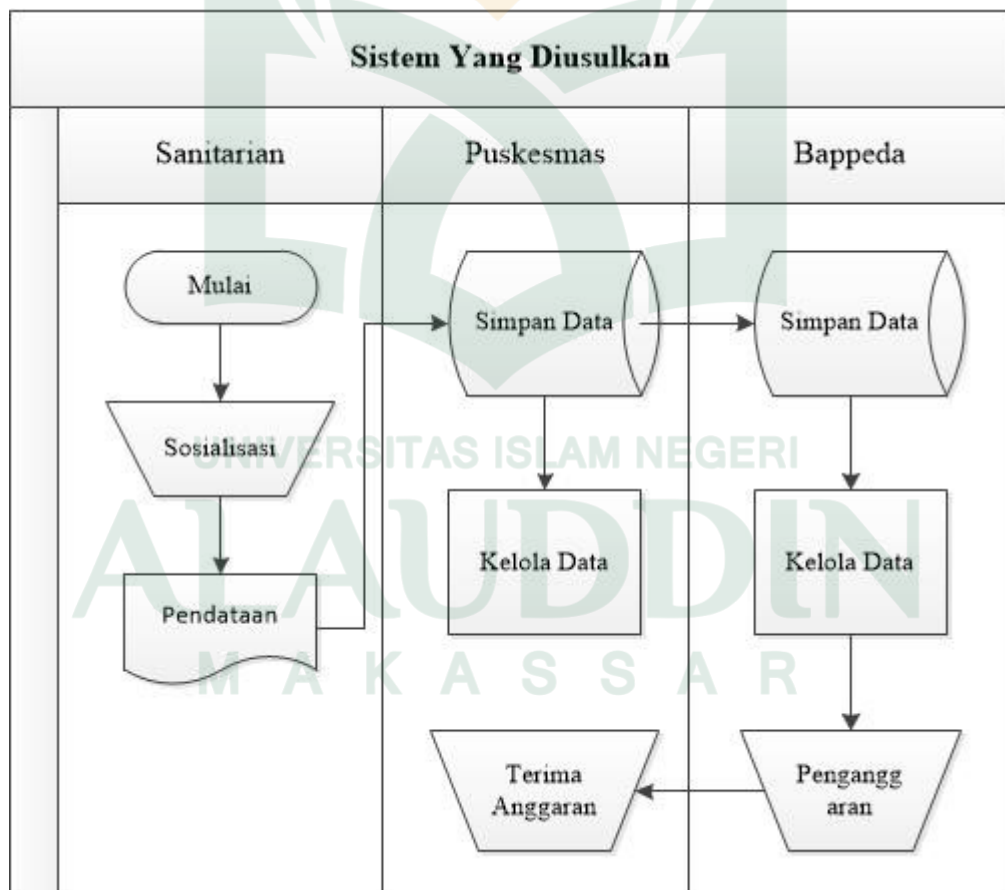 Sistem Yang Diusulkan
Sanitarian
Puskesmas
Bappeda
Mulai
Simpan Data
Simpan Data
Sosialisasi
UNIVERSITAS ISLAM NEGERI
ALAUDDIN
Kelola Data
Kelola Data
Pendataan
MAKASSAR
Terima
Anggaran
Pengangg
aran